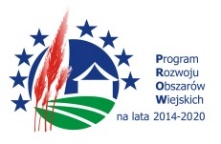 Program
Rozwoju
Obszarów
Wiejskich
na lata 2014-2020